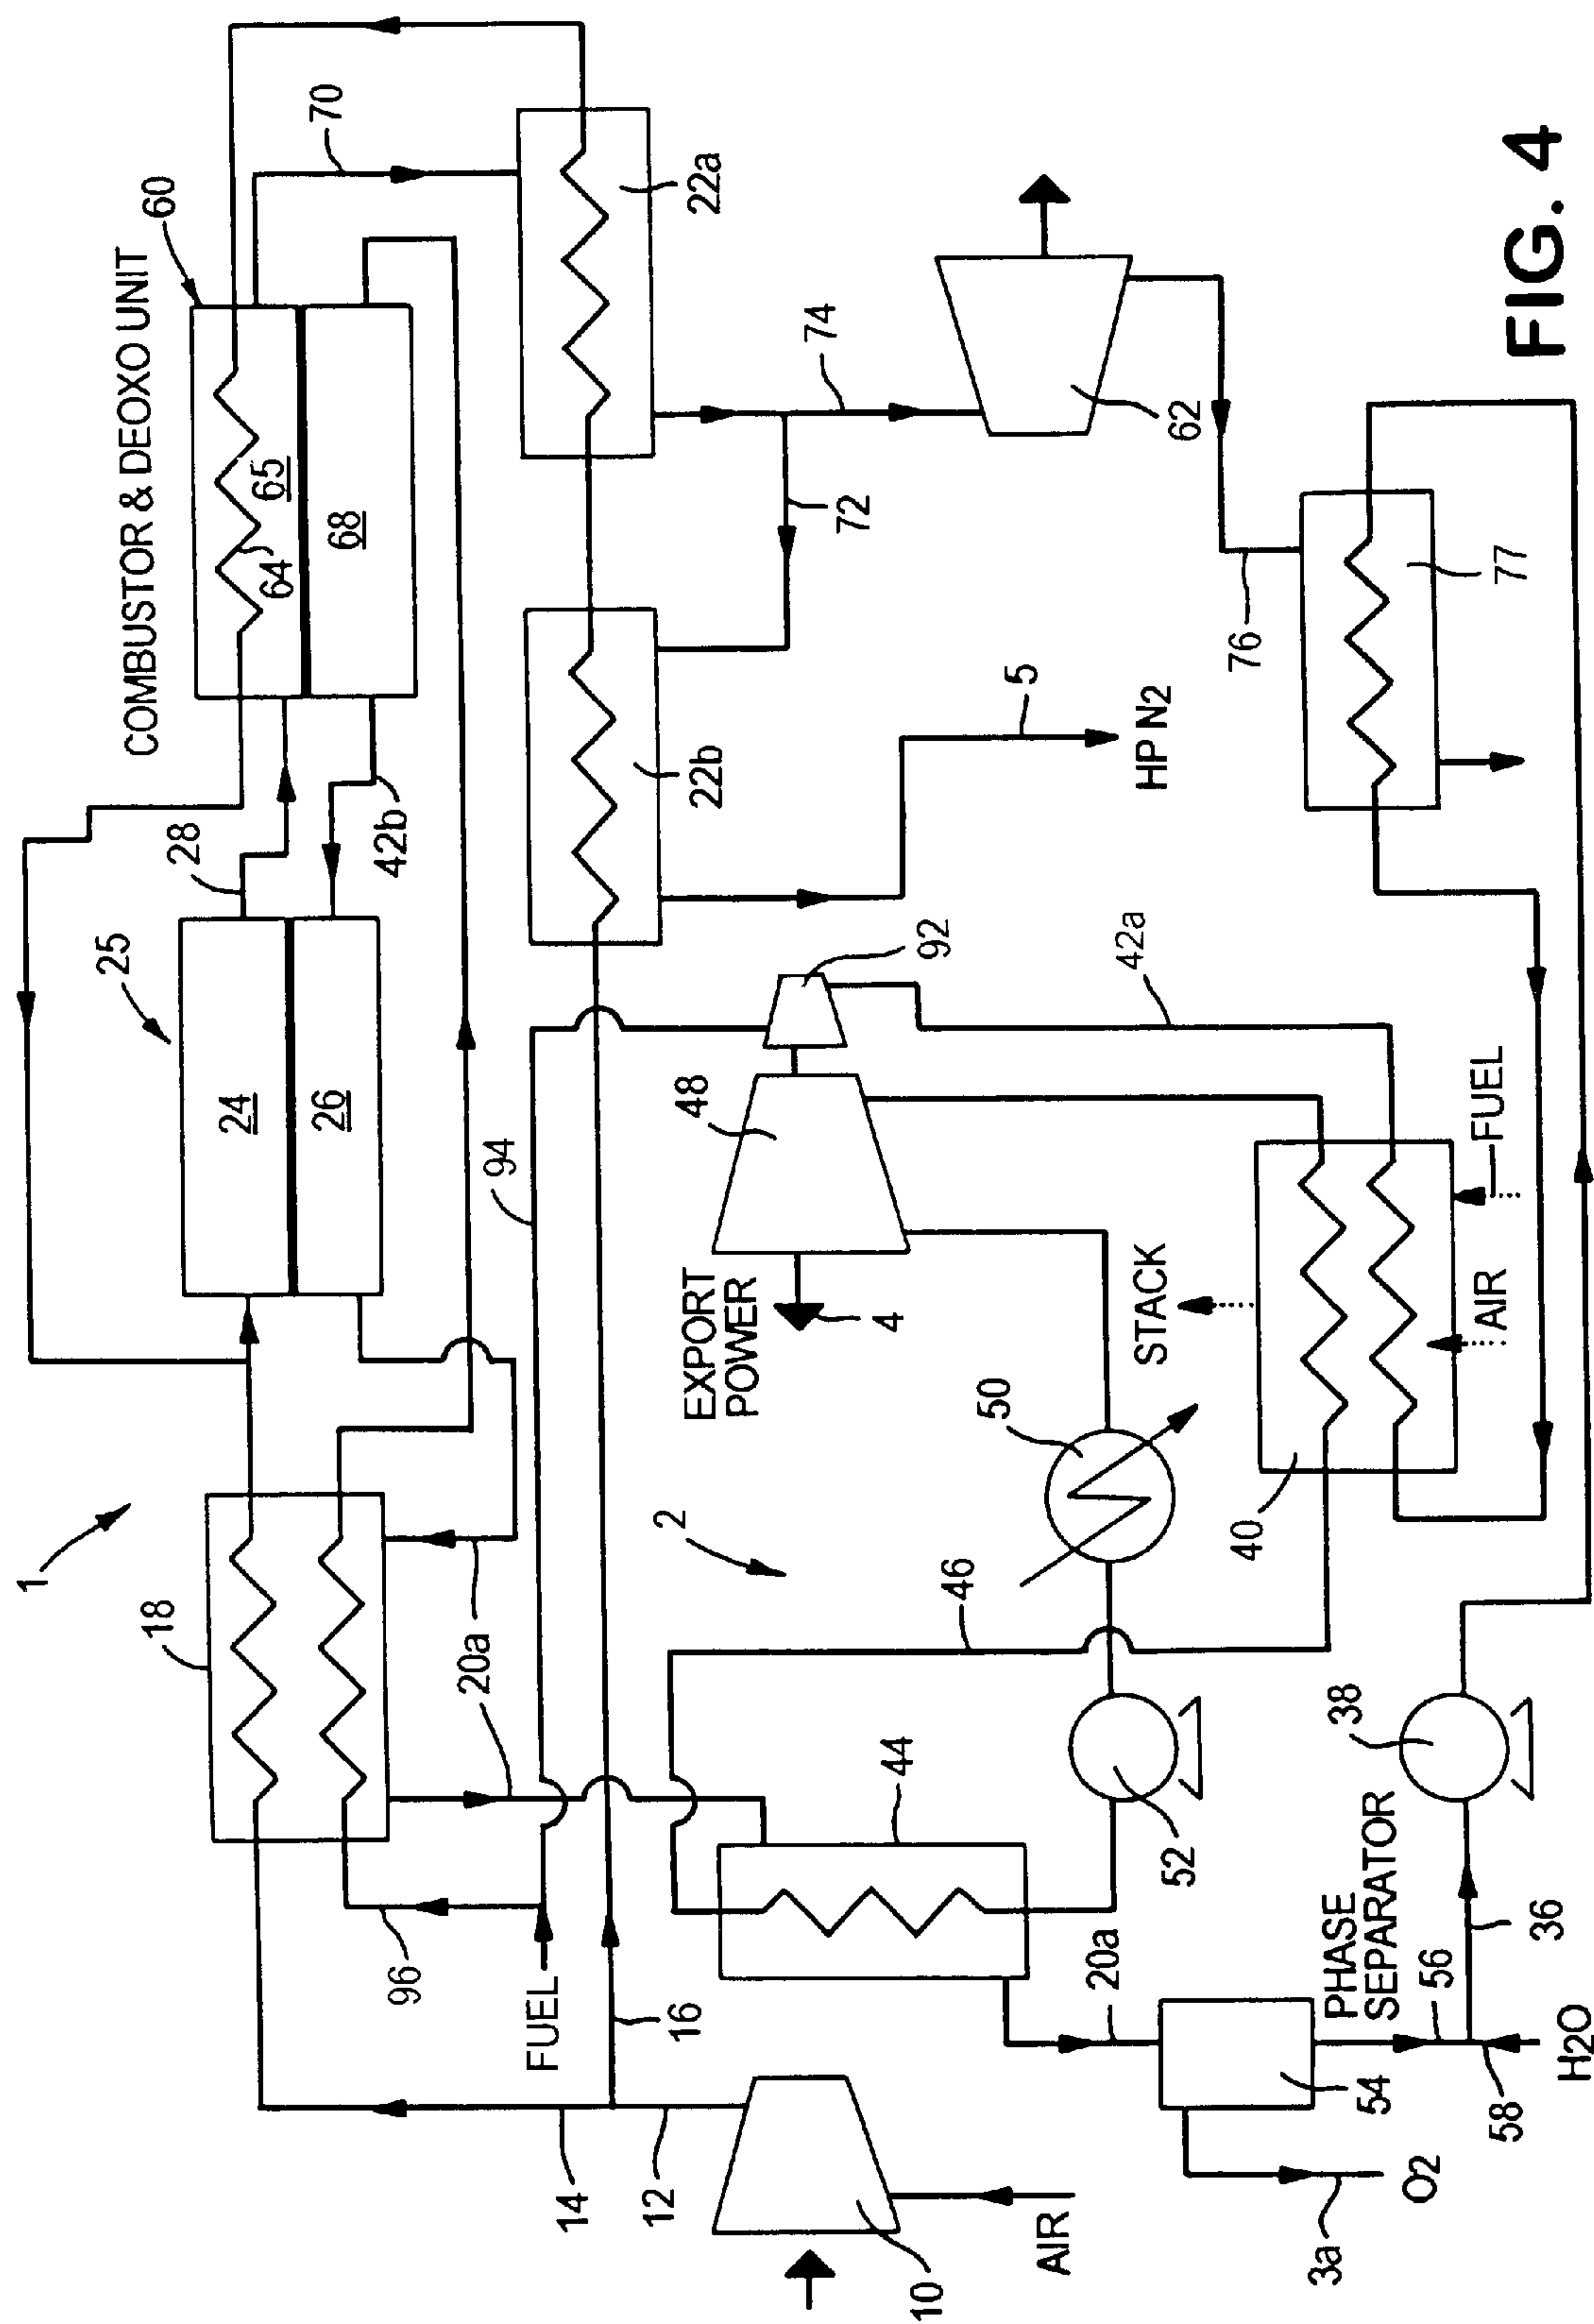 1
18
25
24
26
28
42b
COMBUSTOR & DEOXO UNIT
60
64
65
68
70
22a
22b
72
74
62
76
77
5
HP N2
94
92
48
42a
EXPORT
POWER
4
STACK
FUEL
AIR
40
50
2
46
20a
44
52
96
FUEL
16
14
12
10
AIR
20a
PHASE
SEPARATOR
38
36
56
54
58
H2O
3a
O2
FIG. 4